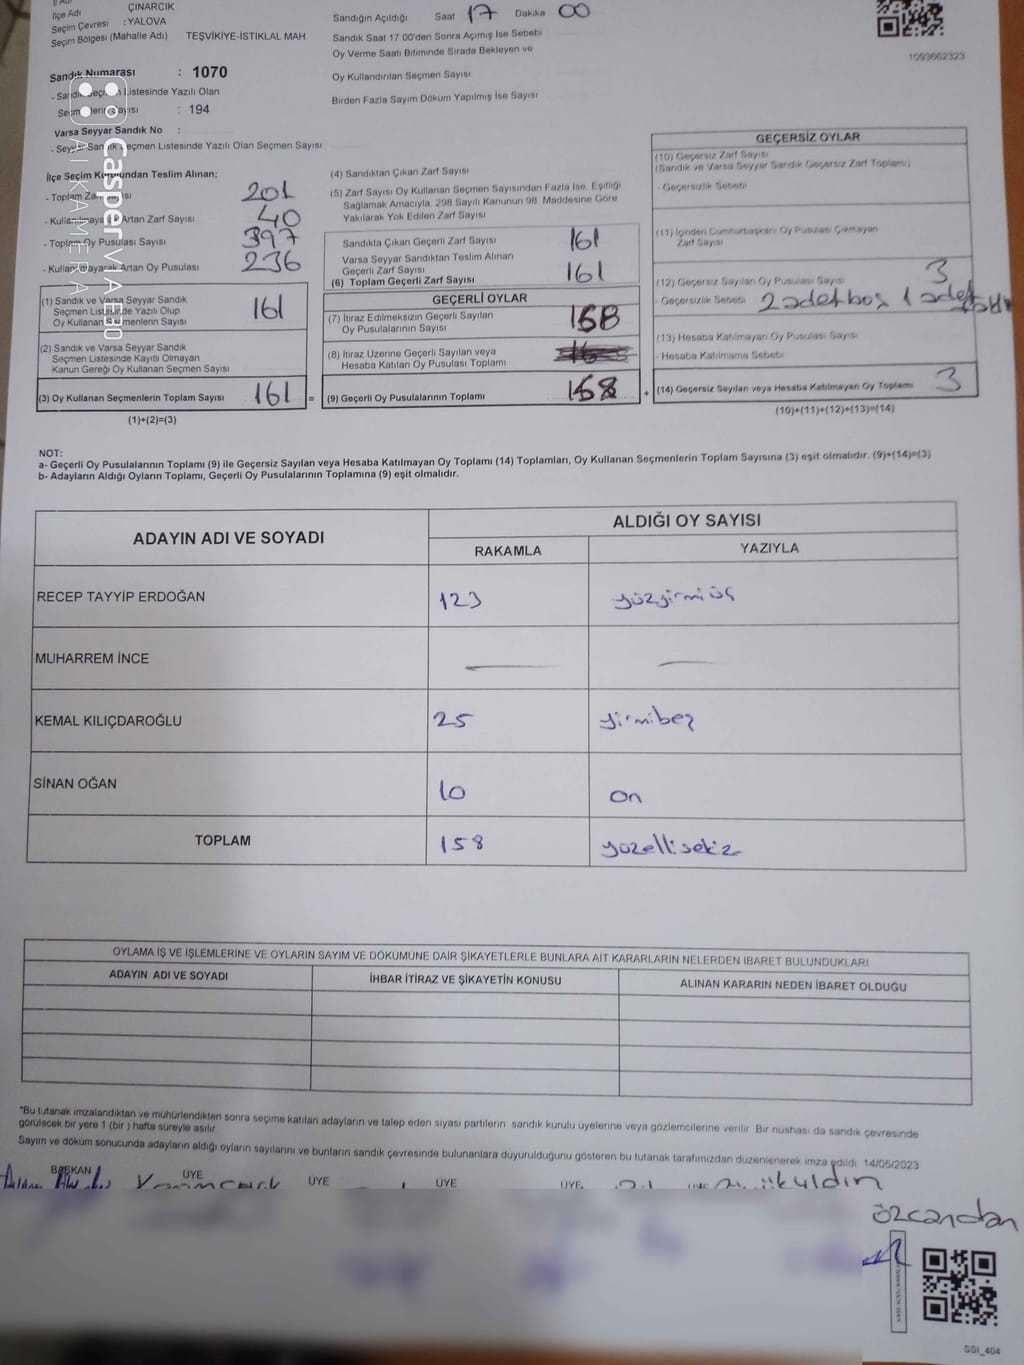 İlçe Adı ÇINARCIK
Seçim Çevresi : YALOVA
Seçim Bölgesi (Mahalle Adı) TEŞVİKİYE-İSTİKLAL MAH
Sandık Numarası : 1070
- Sandık Seçmen Listesinde Yazılı Olan
Seçmenlerin Sayısı : 194
Varsa Seyyar Sandık No :
- Seyyar Sandık Seçmen Listesinde Yazılı Olan Seçmen Sayısı
Sandığın Açıldığı Saat 17 Dakika 00
Sandık Saat 17:00'den Sonra Açımış İse Sebebi
Oy Verme Saati Bitiminde Sırada Bekleyen ve
Oy Kullandırılan Seçmen Sayısı
Birden Fazla Sayım Döküm Yapılmış İse Sayısı
1093662323
Casper VIA E30
AI KAMERA
İlçe Seçim Kurulundan Teslim Alınan;
- Toplam Zarf Sayısı 201
- Kullanılmayarak Artan Zarf Sayısı 40
- Toplam Oy Pusulası Sayısı 397
- Kullanılmayarak Artan Oy Pusulası 236
(1) Sandık ve Varsa Seyyar Sandık
Seçmen Listesinde Yazılı Olup
Oy Kullanan Seçmenlerin Sayısı 161
(2) Sandık ve Varsa Seyyar Sandık
Seçmen Listesinde Kayıtlı Olmayan
Kanun Gereği Oy Kullanan Seçmen Sayısı
(3) Oy Kullanan Seçmenlerin Toplam Sayısı 161 =
(1)+(2)=(3)
(4) Sandıktan Çıkan Zarf Sayısı
(5) Zarf Sayısı Oy Kullanan Seçmen Sayısından Fazla İse, Eşitliği
Sağlamak Amacıyla, 298 Sayılı Kanunun 98. Maddesine Göre
Yakılarak Yok Edilen Zarf Sayısı
Sandıkta Çıkan Geçerli Zarf Sayısı 161
Varsa Seyyar Sandıktan Teslim Alınan
Geçerli Zarf Sayısı
(6) Toplam Geçerli Zarf Sayısı 161
GEÇERLİ OYLAR
(7) İtiraz Edilmeksizin Geçerli Sayılan
Oy Pusulalarının Sayısı 158
(8) İtiraz Üzerine Geçerli Sayılan veya
Hesaba Katılan Oy Pusulası Toplamı
(9) Geçerli Oy Pusulalarının Toplamı 158 +
GEÇERSİZ OYLAR
(10) Geçersiz Zarf Sayısı
(Sandık ve Varsa Seyyar Sandık Geçersiz Zarf Toplamı)
- Geçersizlik Sebebi
(11) İçinden Cumhurbaşkanı Oy Pusulası Çıkmayan
Zarf Sayısı
(12) Geçersiz Sayılan Oy Pusulası Sayısı 3
- Geçersizlik Sebebi 2 adet boş 1 adet
(13) Hesaba Katılmayan Oy Pusulası Sayısı
- Hesaba Katılmama Sebebi
(14) Geçersiz Sayılan veya Hesaba Katılmayan Oy Toplamı 3
(10)+(11)+(12)+(13)=(14)
NOT:
a- Geçerli Oy Pusulalarının Toplamı (9) ile Geçersiz Sayılan veya Hesaba Katılmayan Oy Toplamı (14) Toplamları, Oy Kullanan Seçmenlerin Toplam Sayısına (3) eşit olmalıdır. (9)+(14)=(3)
b- Adayların Aldığı Oyların Toplamı, Geçerli Oy Pusulalarının Toplamına (9) eşit olmalıdır.
ADAYIN ADI VE SOYADI
ALDIĞI OY SAYISI
RAKAMLA YAZIYLA
RECEP TAYYİP ERDOĞAN 123 yüzyirmiüç
MUHARREM İNCE — —
KEMAL KILIÇDAROĞLU 25 yirmibeş
SİNAN OĞAN 10 on
TOPLAM 158 yüzellisekiz
OYLAMA İŞ VE İŞLEMLERİNE VE OYLARIN SAYIM VE DÖKÜMÜNE DAİR ŞİKAYETLERLE BUNLARA AİT KARARLARIN NELERDEN İBARET BULUNDUKLARI
ADAYIN ADI VE SOYADI İHBAR İTİRAZ VE ŞİKAYETİN KONUSU ALINAN KARARIN NEDEN İBARET OLDUĞU
*Bu tutanak imzalandıktan ve mühürlendikten sonra seçime katılan adayların ve talep eden siyasi partilerin sandık kurulu üyelerine veya gözlemcilerine verilir. Bir nüshası da sandık çevresinde
görülecek bir yere 1 (bir) hafta süreyle asılır.
Sayım ve döküm sonucunda adayların aldığı oyların sayılarını ve bunların sandık çevresinde bulunanlara duyurulduğunu gösteren bu tutanak tarafımızdan düzenlenerek imza edildi. 14/05/2023
BAŞKAN ÜYE ÜYE ÜYE ÜYE
özcandan
SSI_404